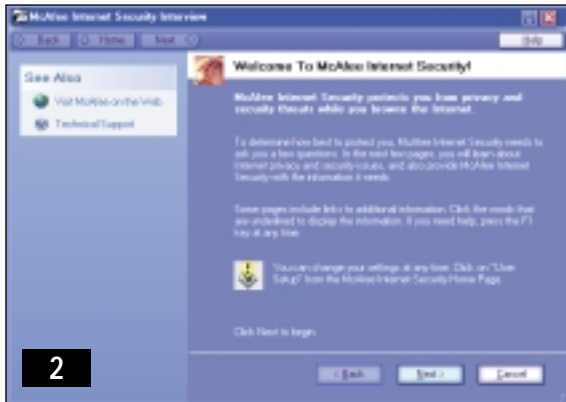 McAfee Internet Security Interview
Back Home Next
Help
See Also
Visit McAfee on the Web
Technical Support
Welcome To McAfee Internet Security!
McAfee Internet Security protects you from privacy and
security threats while you browse the Internet.
To determine how best to protect you, McAfee Internet Security needs to
ask you a few questions. In the next few pages, you will learn about
Internet privacy and security issues, and also provide McAfee Internet
Security with the information it needs.
Some pages include links to additional information. Click the words that
are underlined to display the information. If you need help, press the F1
key at any time.
You can change your settings at any time. Click on "User
Setup" from the McAfee Internet Security Home Page.
Click Next to begin.
2
< Back Next > Cancel